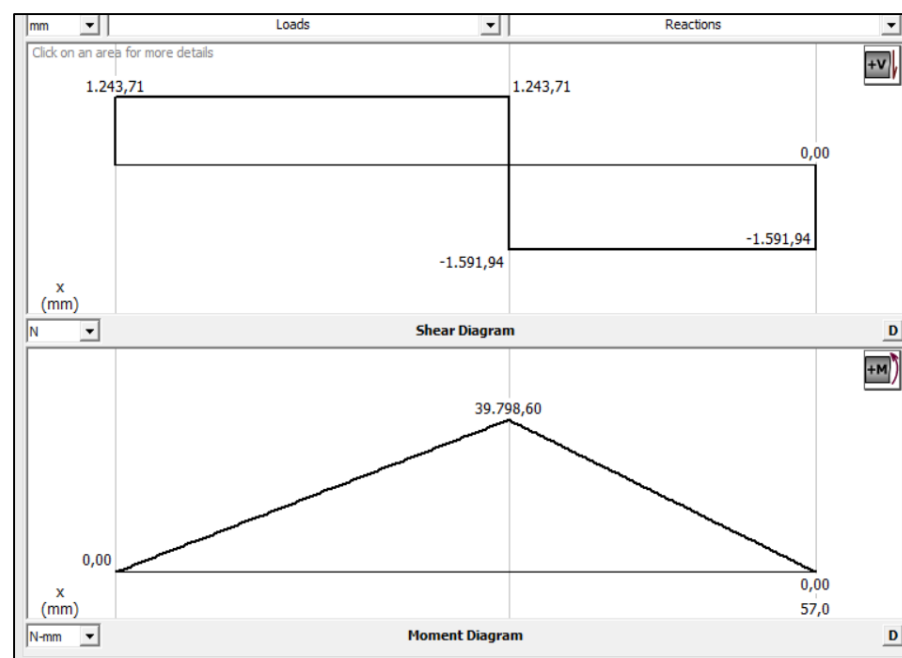 mm Loads Reactions
Click on an area for more details
+V
1.243,71 1.243,71
0,00
-1.591,94
-1.591,94
x
(mm)
N Shear Diagram D
+M
39.798,60
0,00
0,00
x
(mm) 57,0
N-mm Moment Diagram D